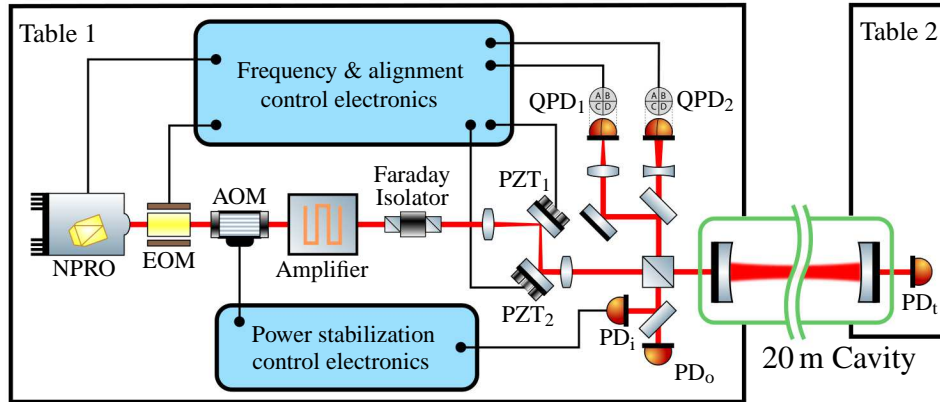 Table 1
Table 2
Frequency & alignment
control electronics
A B
C D
QPD1
A B
C D
QPD2
Faraday
Isolator
PZT1
AOM
NPRO
EOM
Amplifier
PZT2
PDi
PDo
PDt
Power stabilization
control electronics
20 m Cavity